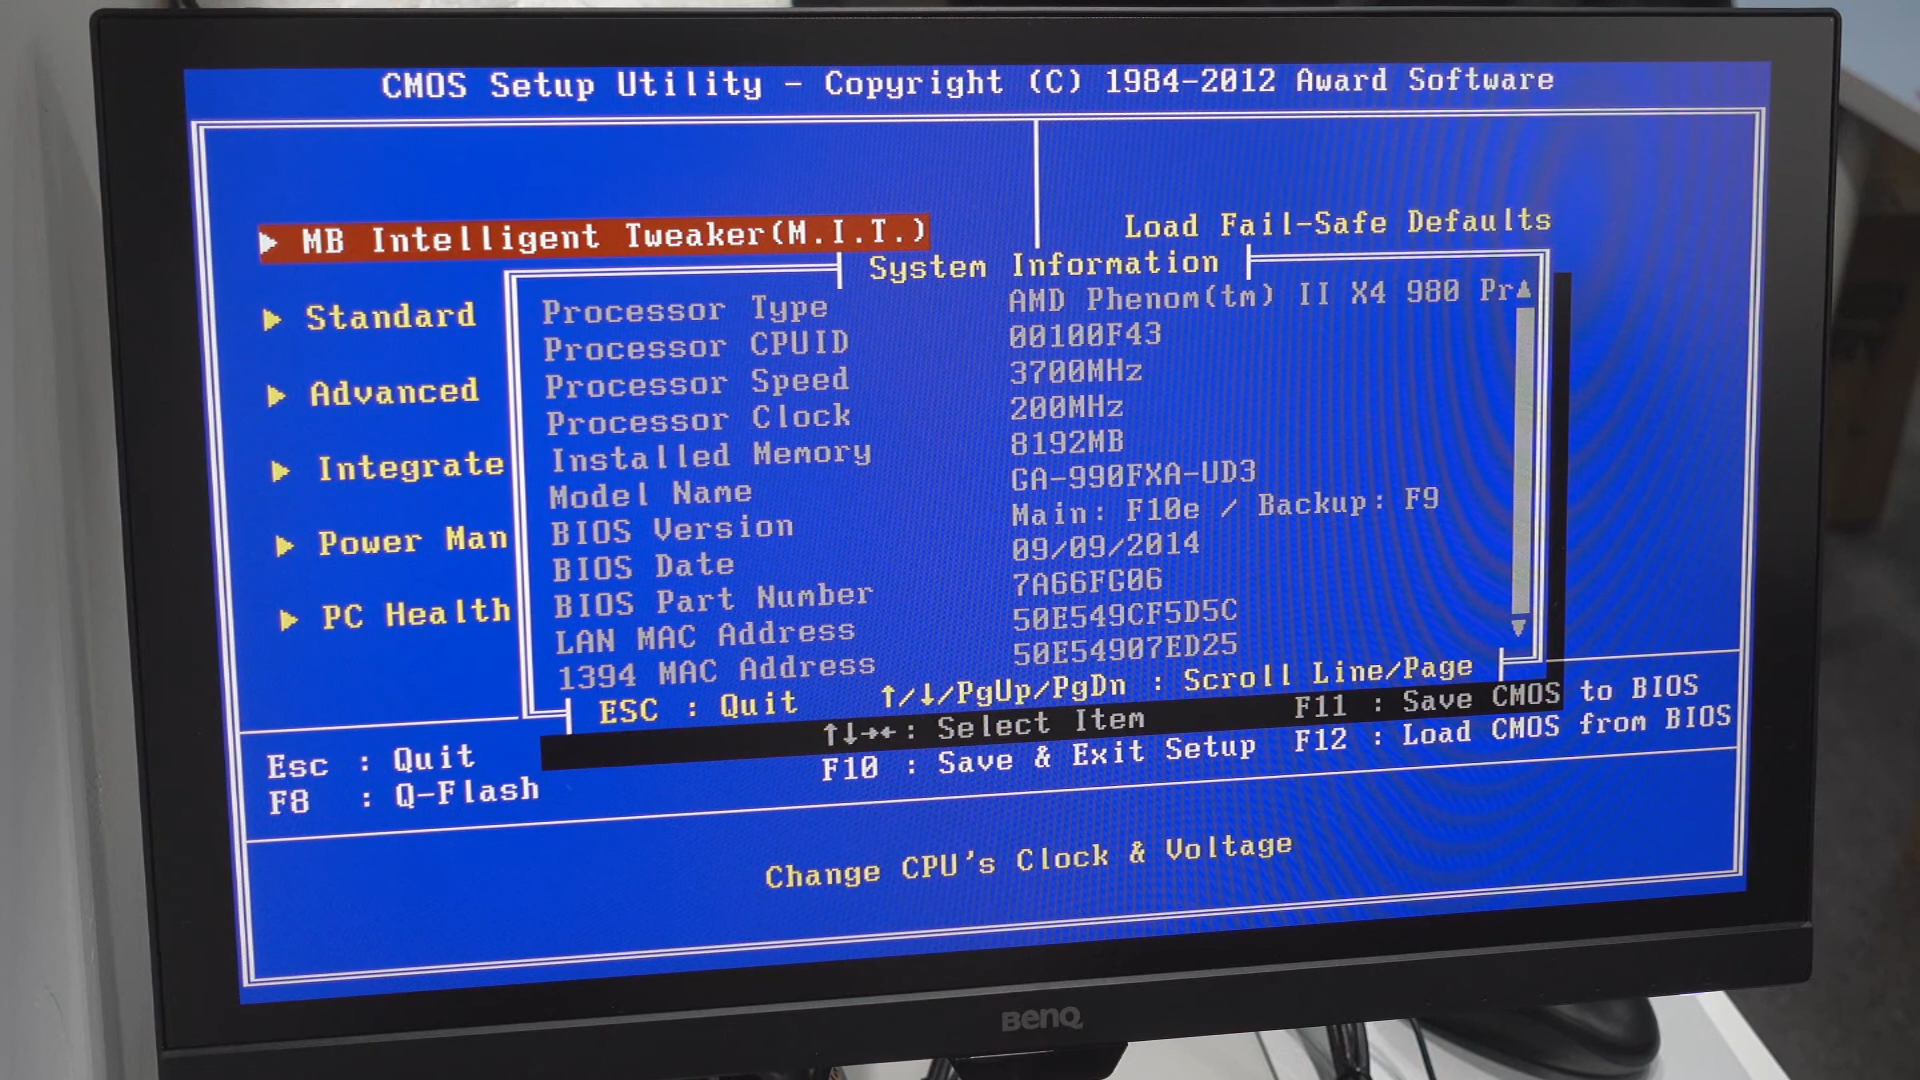 CMOS Setup Utility - Copyright (C) 1984-2012 Award Software
MB Intelligent Tweaker(M.I.T.)
Load Fail-Safe Defaults
Standard
Advanced
Integrate
Power Man
PC Health
System Information
Processor Type AMD Phenom(tm) II X4 980 Pr
Processor CPUID 00100F43
Processor Speed 3700MHz
Processor Clock 200MHz
Installed Memory 8192MB
Model Name GA-990FXA-UD3
BIOS Version Main: F10e / Backup: F9
BIOS Date 09/09/2014
BIOS Part Number 7A66FG06
LAN MAC Address 50E549CF5D5C
1394 MAC Address 50E54907ED25
ESC : Quit ↑/↓/PgUp/PgDn : Scroll Line/Page
Esc : Quit ↑↓→←: Select Item F11 : Save CMOS to BIOS
F8 : Q-Flash F10 : Save & Exit Setup F12 : Load CMOS from BIOS
Change CPU's Clock & Voltage
BenQ